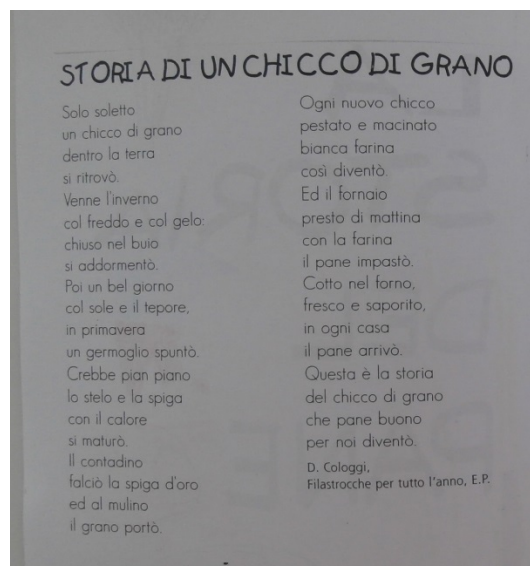 STORIA DI UN CHICCO DI GRANO
Solo soletto
un chicco di grano
dentro la terra
si ritrovò.
Venne l'inverno
col freddo e col gelo:
chiuso nel buio
si addormentò.
Poi un bel giorno
col sole e il tepore,
in primavera
un germoglio spuntò.
Crebbe pian piano
lo stelo e la spiga
con il calore
si maturò.
Il contadino
falciò la spiga d'oro
ed al mulino
il grano portò.
Ogni nuovo chicco
pestato e macinato
bianca farina
così diventò.
Ed il fornaio
presto di mattina
con la farina
il pane impastò.
Cotto nel forno,
fresco e saporito,
in ogni casa
il pane arrivò.
Questa è la storia
del chicco di grano
che pane buono
per noi diventò.
D. Cologgi,
Filastrocche per tutto l'anno, E.P.